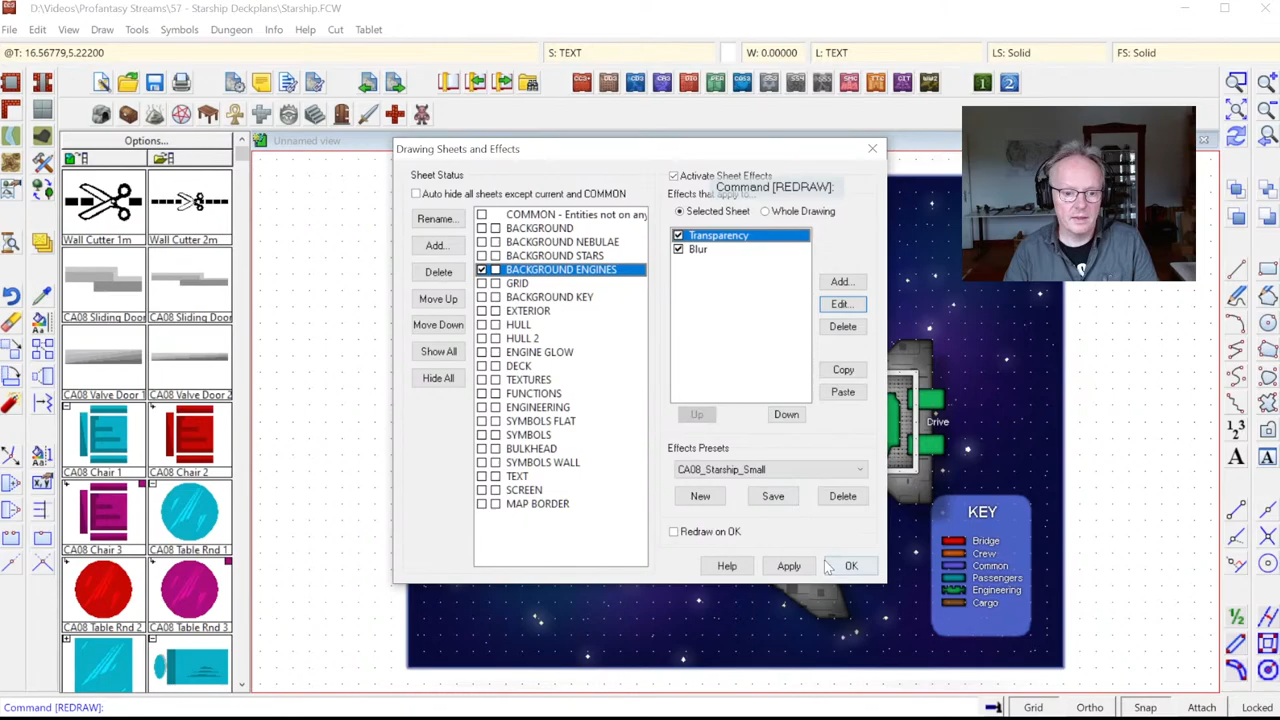 D:\Videos\Profantasy Streams\57 - Starship Deckplans\Starship.FCW
File Edit View Draw Tools Symbols Dungeon Info Help Cut Tablet
@T: 16.56779,5.22200
S: TEXT
W: 0.00000
L: TEXT
LS: Solid
FS: Solid
Options...
Unnamed view
Wall Cutter 1m
Wall Cutter 2m
CA08 Sliding Door
CA08 Sliding Door
CA08 Valve Door 1
CA08 Valve Door
CA08 Chair 1
CA08 Chair 2
CA08 Chair 3
CA08 Table Rnd 1
CA08 Table Rnd 2
CA08 Table Rnd 3
Drawing Sheets and Effects
Sheet Status
Auto hide all sheets except current and COMMON
Rename...
Add...
Delete
Move Up
Move Down
Show All
Hide All
COMMON - Entities not on any
BACKGROUND
BACKGROUND NEBULAE
BACKGROUND STARS
BACKGROUND ENGINES
GRID
BACKGROUND KEY
EXTERIOR
HULL
HULL 2
ENGINE GLOW
DECK
TEXTURES
FUNCTIONS
ENGINEERING
SYMBOLS FLAT
SYMBOLS
BULKHEAD
SYMBOLS WALL
TEXT
SCREEN
MAP BORDER
Activate Sheet Effects
Command [REDRAW]:
Effects that
Selected Sheet
Whole Drawing
Transparency
Blur
Add...
Edit...
Delete
Copy
Paste
Up
Down
Effects Presets
CA08_Starship_Small
New
Save
Delete
Redraw on OK
Help
Apply
OK
Drive
KEY
Bridge
Crew
Common
Passengers
Engineering
Cargo
Command [REDRAW]:
Grid
Ortho
Snap
Attach
Locked